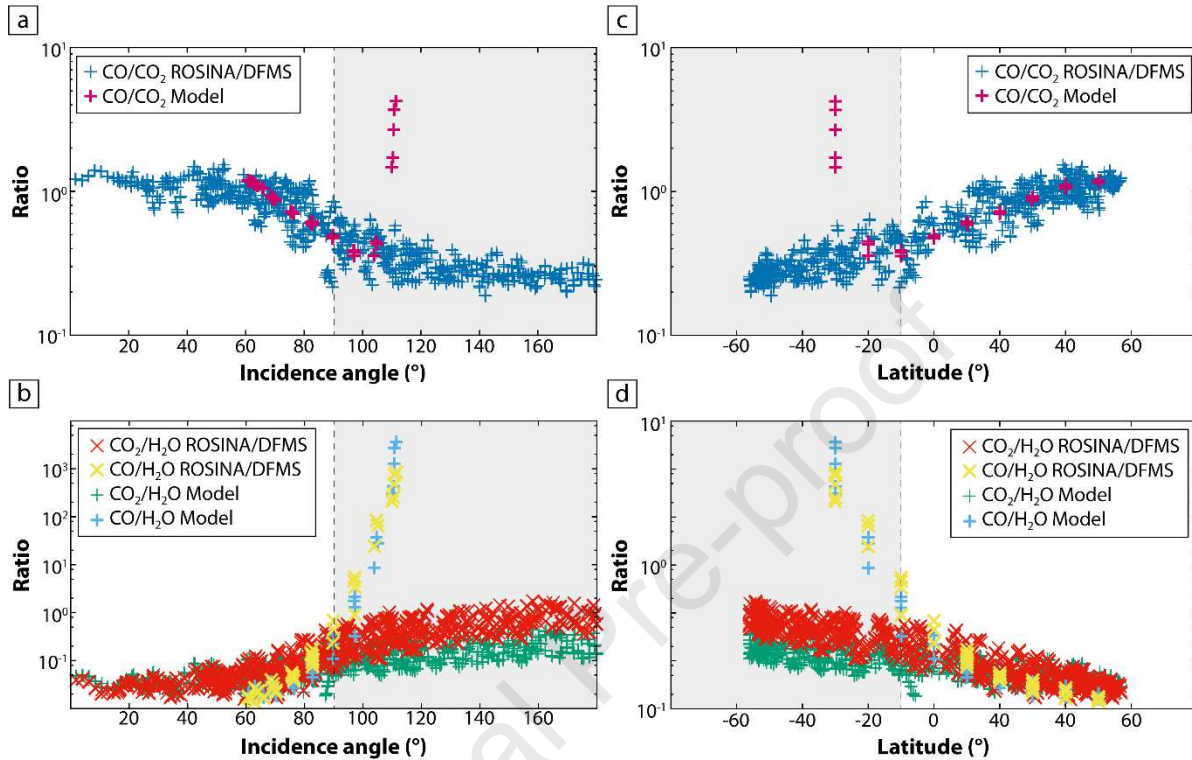 a
10¹
CO/CO₂ ROSINA/DFMS
CO/CO₂ Model
Ratio
10⁰
10⁻¹
20 40 60 80 100 120 140 160
Incidence angle (°)
c
10¹
CO/CO₂ ROSINA/DFMS
CO/CO₂ Model
Ratio
10⁰
10⁻¹
-60 -40 -20 0 20 40 60
Latitude (°)
b
CO₂/H₂O ROSINA/DFMS
CO/H₂O ROSINA/DFMS
CO₂/H₂O Model
CO/H₂O Model
Ratio
10³
10²
10¹
10⁰
10⁻¹
20 40 60 80 100 120 140 160
Incidence angle (°)
d
10¹
CO₂/H₂O ROSINA/DFMS
CO/H₂O ROSINA/DFMS
CO₂/H₂O Model
CO/H₂O Model
Ratio
10⁰
10⁻¹
-60 -40 -20 0 20 40 60
Latitude (°)
al Pre-proof